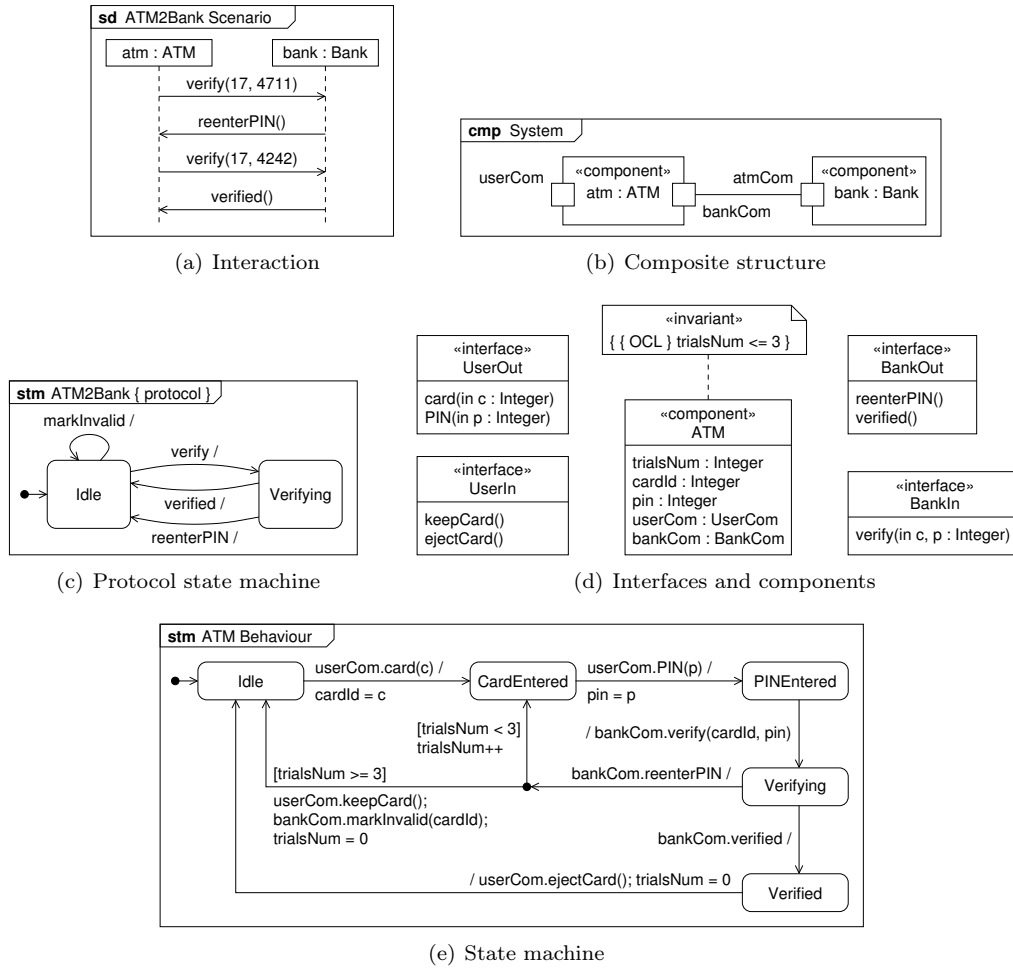 sd ATM2Bank Scenario
atm : ATM
bank : Bank
verify(17, 4711)
reenterPIN()
verify(17, 4242)
verified()
(a) Interaction
cmp System
userCom
«component»
atm : ATM
atmCom
bankCom
«component»
bank : Bank
(b) Composite structure
stm ATM2Bank { protocol }
markInvalid /
Idle
verify /
verified /
reenterPIN /
Verifying
(c) Protocol state machine
«interface»
UserOut
card(in c : Integer)
PIN(in p : Integer)
«interface»
UserIn
keepCard()
ejectCard()
«invariant»
{ { OCL } trialsNum <= 3 }
«component»
ATM
trialsNum : Integer
cardId : Integer
pin : Integer
userCom : UserCom
bankCom : BankCom
«interface»
BankOut
reenterPIN()
verified()
«interface»
BankIn
verify(in c, p : Integer)
(d) Interfaces and components
stm ATM Behaviour
Idle
userCom.card(c) /
cardId = c
CardEntered
userCom.PIN(p) /
pin = p
PINEntered
[trialsNum < 3]
trialsNum++
/ bankCom.verify(cardId, pin)
[trialsNum >= 3]
userCom.keepCard();
bankCom.markInvalid(cardId);
trialsNum = 0
bankCom.reenterPIN /
Verifying
bankCom.verified /
/ userCom.ejectCard(); trialsNum = 0
Verified
(e) State machine